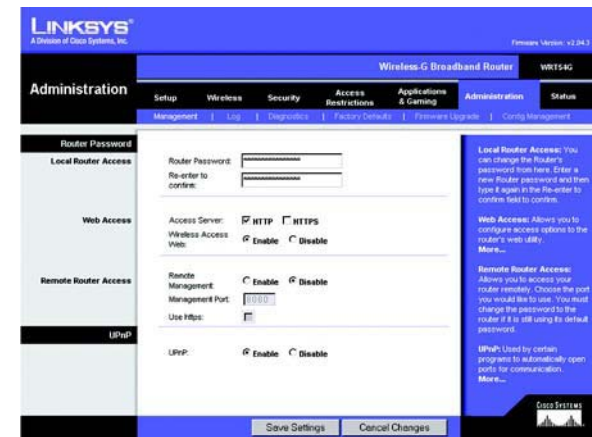 LINKSYS®
A Division of Cisco Systems, Inc.
Firmware Version: v2.04.3
Wireless-G Broadband Router WRT54G
Administration
Setup Wireless Security Access Restrictions Applications & Gaming Administration Status
Management | Log | Diagnostics | Factory Defaults | Firmware Upgrade | Config Management
Router Password
Local Router Access
Router Password:
Re-enter to
confirm:
Web Access
Access Server: HTTP HTTPS
Wireless Access
Web: Enable Disable
Remote Router Access
Remote
Management: Enable Disable
Management Port: 8080
Use https:
UPnP
UPnP: Enable Disable
Save Settings Cancel Changes
Local Router Access: You
can change the Router's
password from here. Enter a
new Router password and then
type it again in the Re-enter to
confirm field to confirm.
Web Access: Allows you to
configure access options to the
router's web utility.
More...
Remote Router Access:
Allows you to access your
router remotely. Choose the port
you would like to use. You must
change the password to the
router if it is still using its default
password.
UPnP: Used by certain
programs to automatically open
ports for communication.
More...
CISCO SYSTEMS